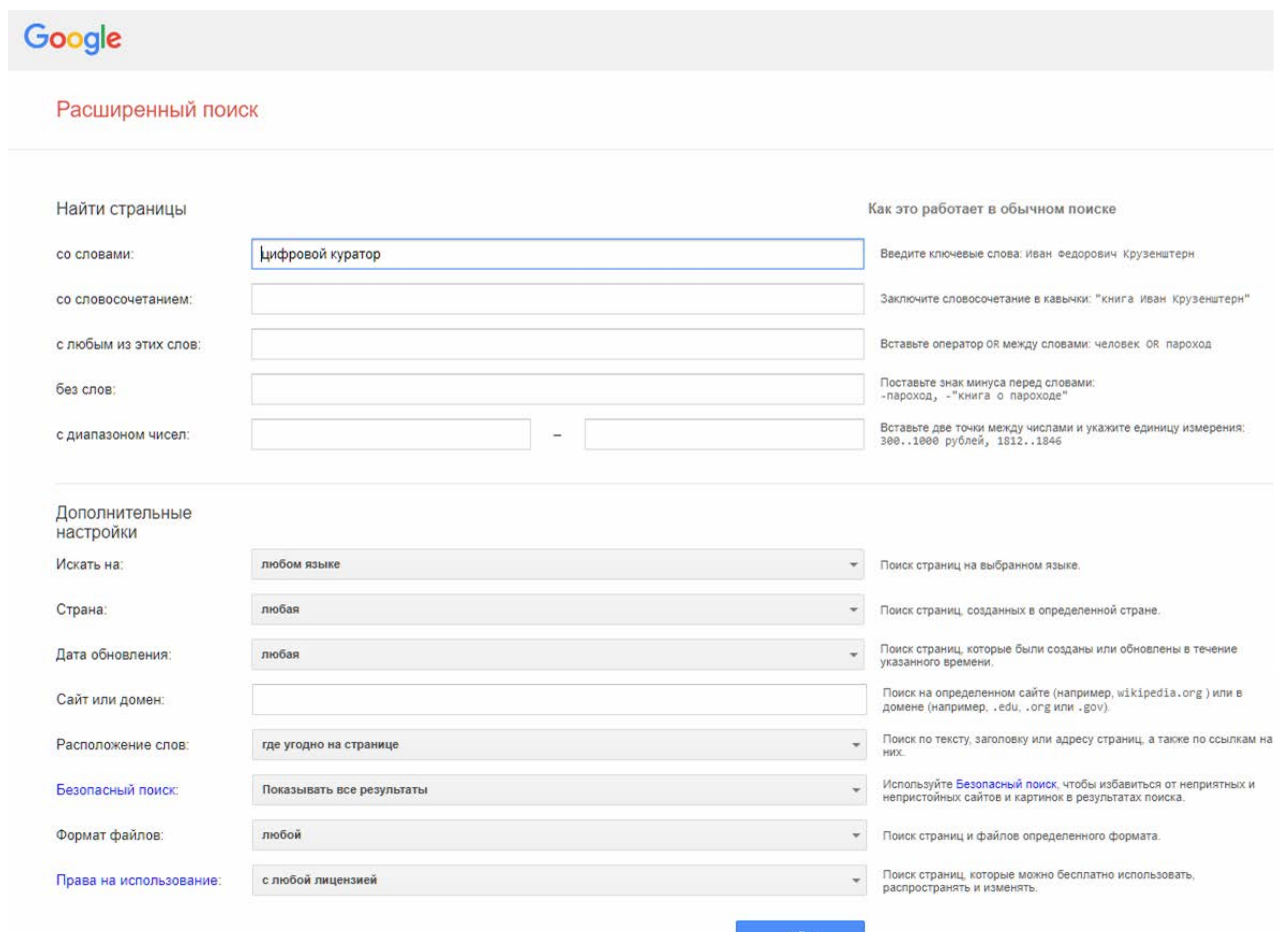 Google
Расширенный поиск
Найти страницы
Как это работает в обычном поиске
со словами:
цифровой куратор
Введите ключевые слова: Иван Федорович Крузенштерн
со словосочетанием:
Заключите словосочетание в кавычки: "книга Иван Крузенштерн"
с любым из этих слов:
Вставьте оператор OR между словами: человек OR пароход
без слов:
Поставьте знак минуса перед словами:
-пароход, -"книга о пароходе"
с диапазоном чисел:
–
Вставьте две точки между числами и укажите единицу измерения:
300..1000 рублей, 1812..1846
Дополнительные
настройки
Искать на:
любом языке
Поиск страниц на выбранном языке.
Страна:
любая
Поиск страниц, созданных в определенной стране.
Дата обновления:
любая
Поиск страниц, которые были созданы или обновлены в течение
указанного времени.
Сайт или домен:
Поиск на определенном сайте (например, wikipedia.org ) или в
домене (например, .edu, .org или .gov).
Расположение слов:
где угодно на странице
Поиск по тексту, заголовку или адресу страниц, а также по ссылкам на
них.
Безопасный поиск:
Показывать все результаты
Используйте Безопасный поиск, чтобы избавиться от неприятных и
непристойных сайтов и картинок в результатах поиска.
Формат файлов:
любой
Поиск страниц и файлов определенного формата.
Права на использование:
с любой лицензией
Поиск страниц, которые можно бесплатно использовать,
распространять и изменять.